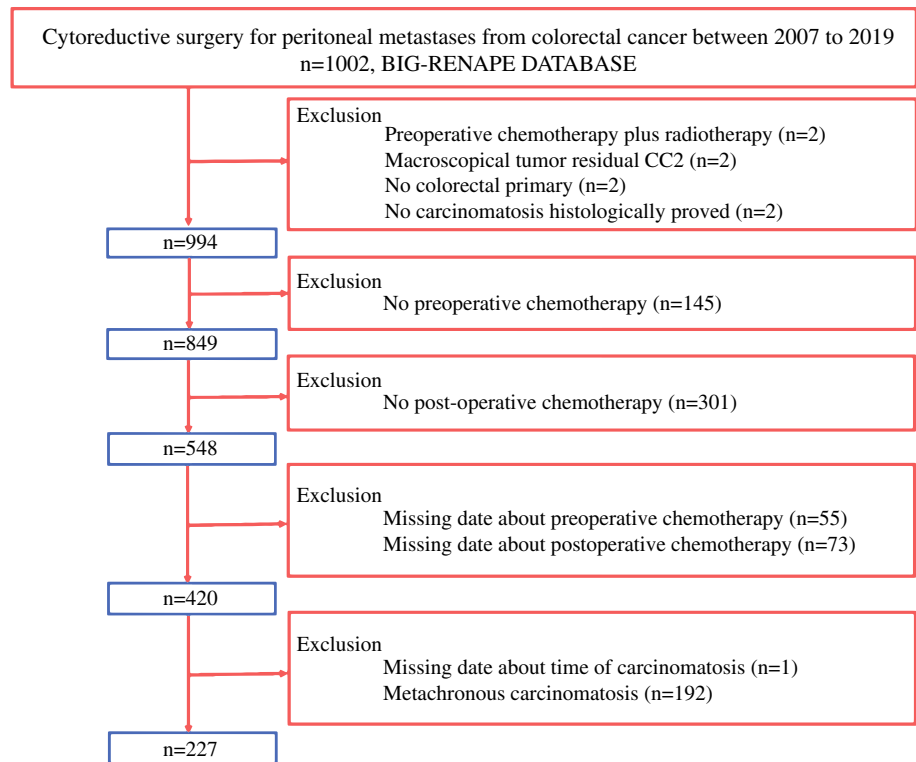 Cytoreductive surgery for peritoneal metastases from colorectal cancer between 2007 to 2019
n=1002, BIG-RENAPE DATABASE
Exclusion
Preoperative chemotherapy plus radiotherapy (n=2)
Macroscopical tumor residual CC2 (n=2)
No colorectal primary (n=2)
No carcinomatosis histologically proved (n=2)
n=994
Exclusion
No preoperative chemotherapy (n=145)
n=849
Exclusion
No post-operative chemotherapy (n=301)
n=548
Exclusion
Missing date about preoperative chemotherapy (n=55)
Missing date about postoperative chemotherapy (n=73)
n=420
Exclusion
Missing date about time of carcinomatosis (n=1)
Metachronous carcinomatosis (n=192)
n=227